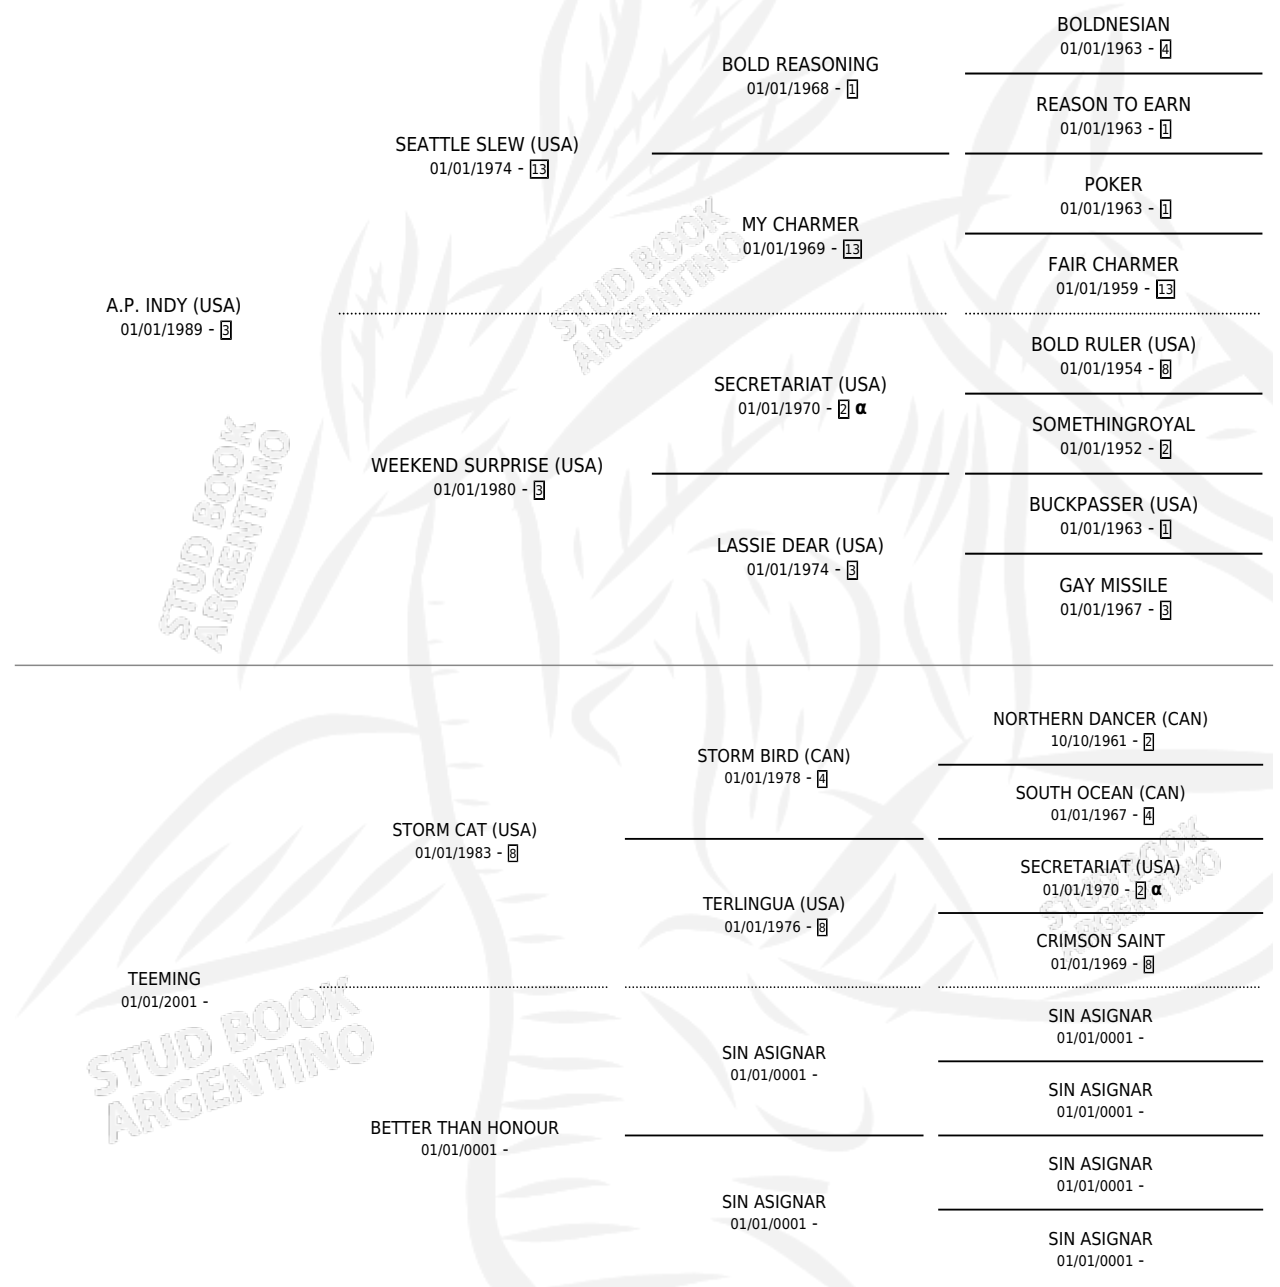 BOLDNESIAN
01/01/1963 - 4
BOLD REASONING
01/01/1968 - 1
REASON TO EARN
01/01/1963 - 1
SEATTLE SLEW (USA)
01/01/1974 - 13
POKER
01/01/1963 - 1
MY CHARMER
01/01/1969 - 13
FAIR CHARMER
01/01/1959 - 13
A.P. INDY (USA)
01/01/1989 - 3
BOLD RULER (USA)
01/01/1954 - 8
SECRETARIAT (USA)
01/01/1970 - 2 α
SOMETHINGROYAL
01/01/1952 - 2
WEEKEND SURPRISE (USA)
01/01/1980 - 3
BUCKPASSER (USA)
01/01/1963 - 1
LASSIE DEAR (USA)
01/01/1974 - 3
GAY MISSILE
01/01/1967 - 3
NORTHERN DANCER (CAN)
10/10/1961 - 2
STORM BIRD (CAN)
01/01/1978 - 4
SOUTH OCEAN (CAN)
01/01/1967 - 4
STORM CAT (USA)
01/01/1983 - 8
SECRETARIAT (USA)
01/01/1970 - 2 α
TERLINGUA (USA)
01/01/1976 - 8
CRIMSON SAINT
01/01/1969 - 8
TEEMING
01/01/2001 -
SIN ASIGNAR
01/01/0001 -
SIN ASIGNAR
01/01/0001 -
SIN ASIGNAR
01/01/0001 -
BETTER THAN HONOUR
01/01/0001 -
SIN ASIGNAR
01/01/0001 -
SIN ASIGNAR
01/01/0001 -
SIN ASIGNAR
01/01/0001 -
STUD BOOK
ARGENTINO
STUD BOOK
ARGENTINO
STUD BOOK
ARGENTINO
STUD BOOK
ARGENTINO